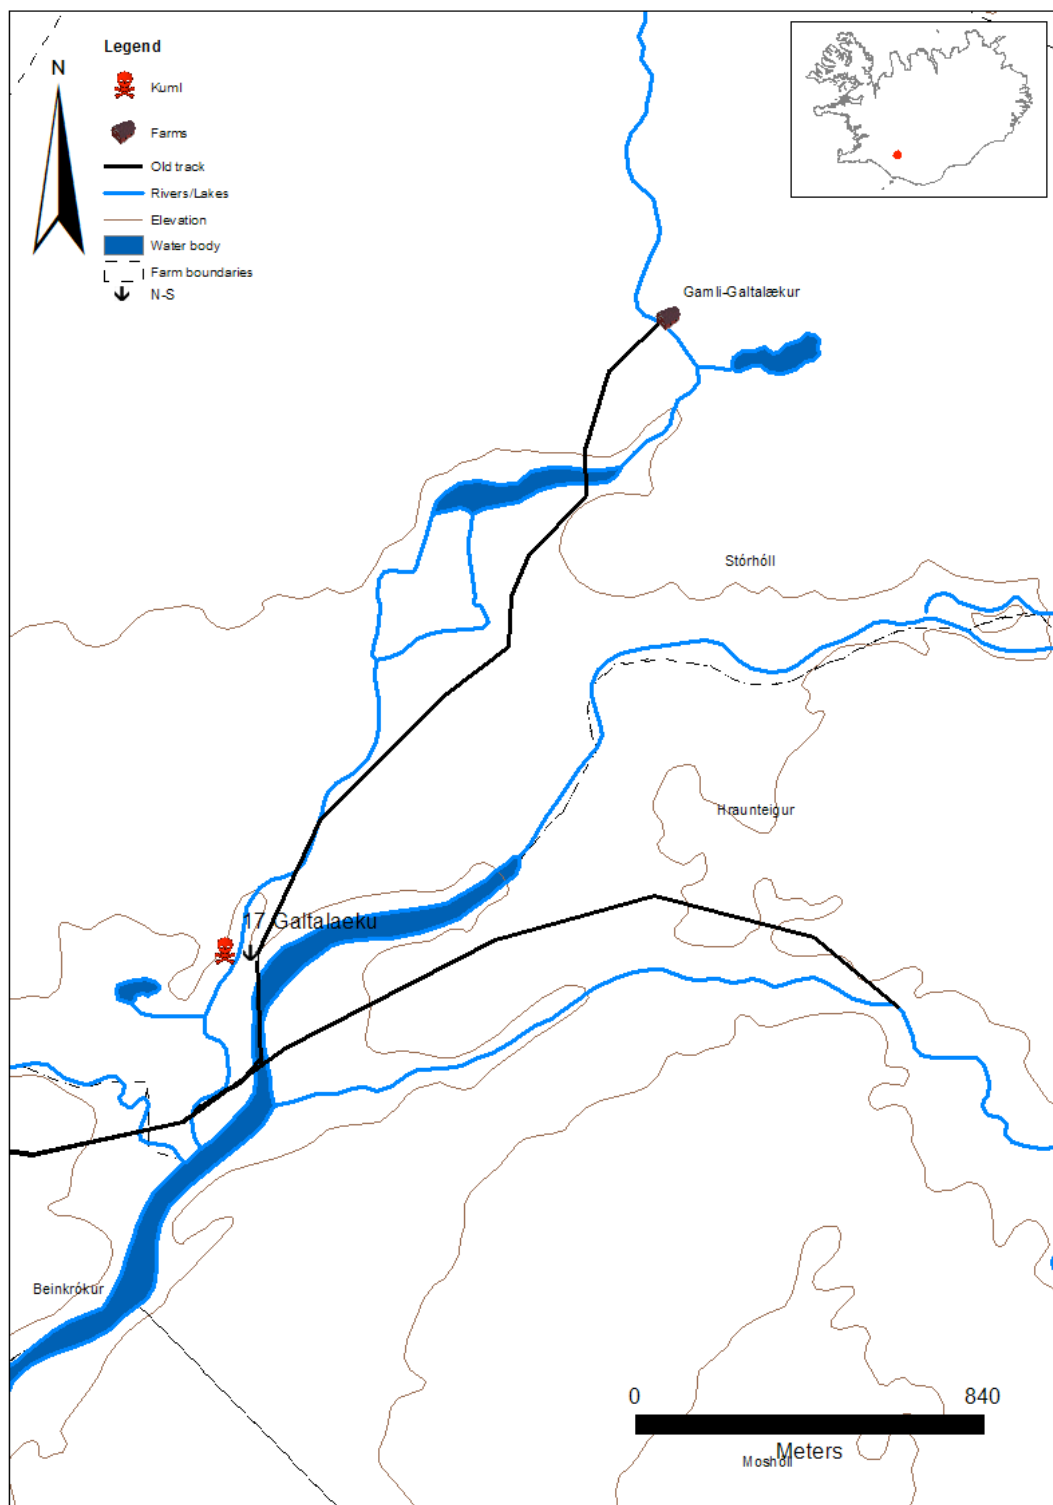 Legend
N
Kuml
Farms
Old track
Rivers/Lakes
Elevation
Water body
Farm boundaries
N-S
Gamli-Galtalækur
Stórhóll
Hraunteigur
17-Galtalaeku
Beinkrókur
0 840
Meters
Moshóll